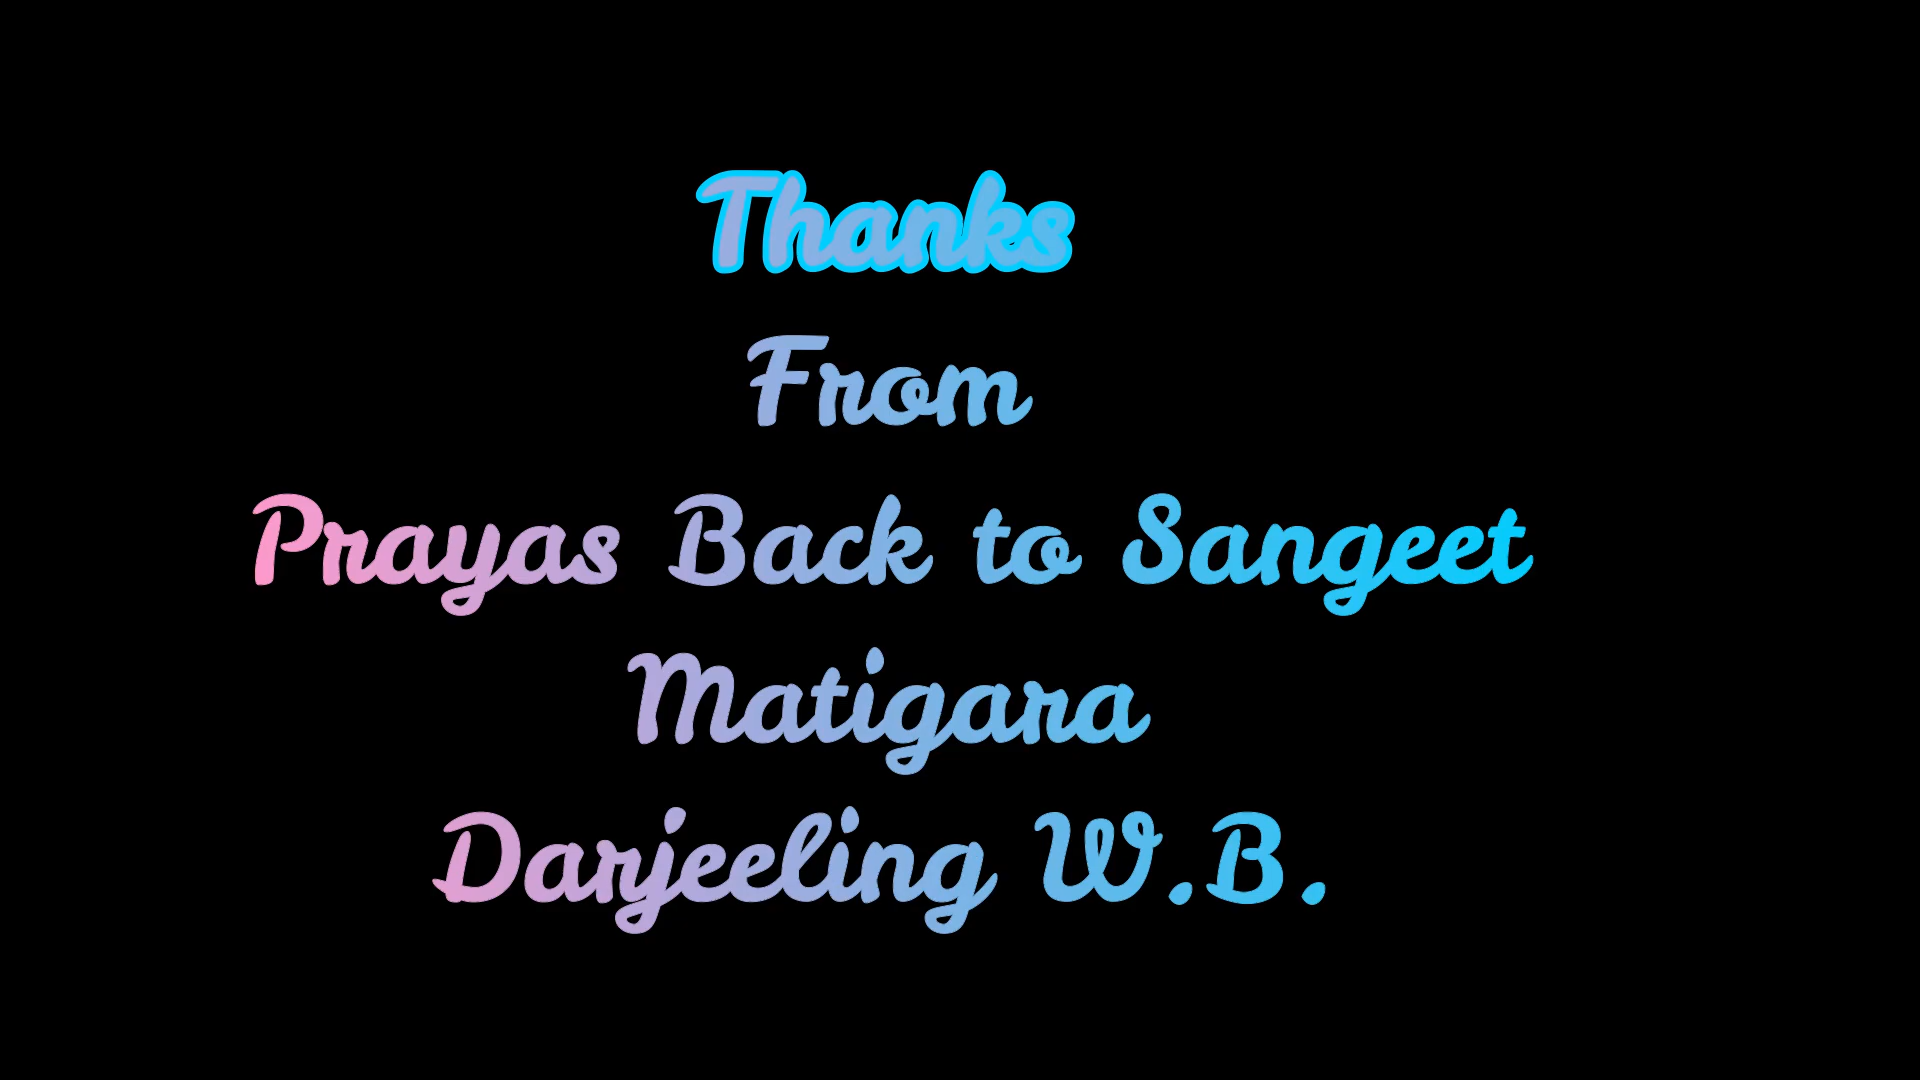 Thanks
From
Prayas Back to Sangeet
Matigara
Darjeeling W.B.